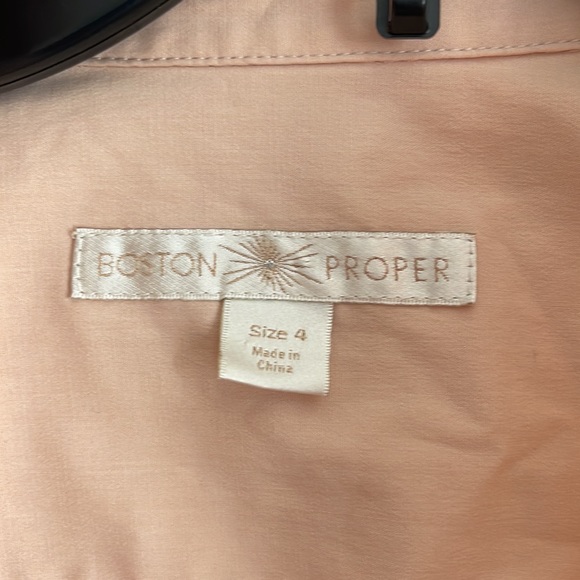 BOSTON PROPER
Size 4
Made in
China